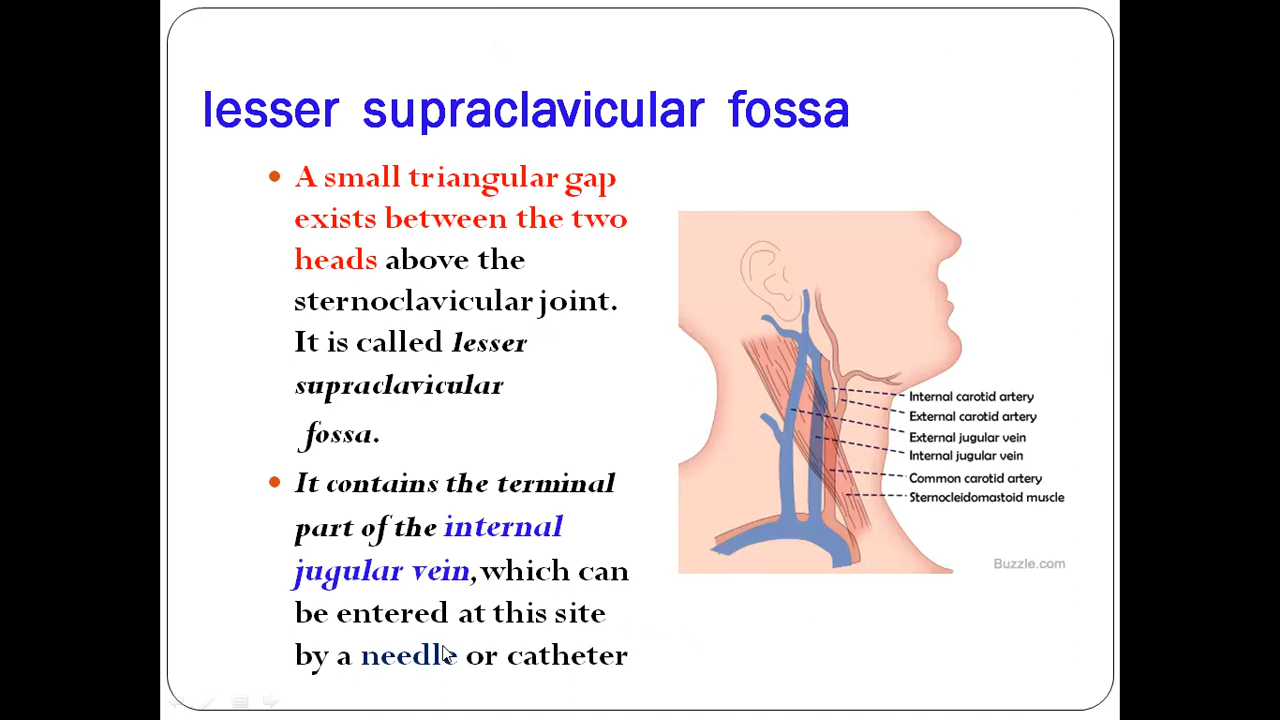 lesser supraclavicular fossa
A small triangular gap
exists between the two
heads above the
sternoclavicular joint.
It is called lesser
supraclavicular
fossa.
It contains the terminal
part of the internal
jugular vein, which can
be entered at this site
by a needle or catheter
Internal carotid artery
External carotid artery
External jugular vein
Internal jugular vein
Common carotid artery
Sternocleidomastoid muscle
Buzzle.com